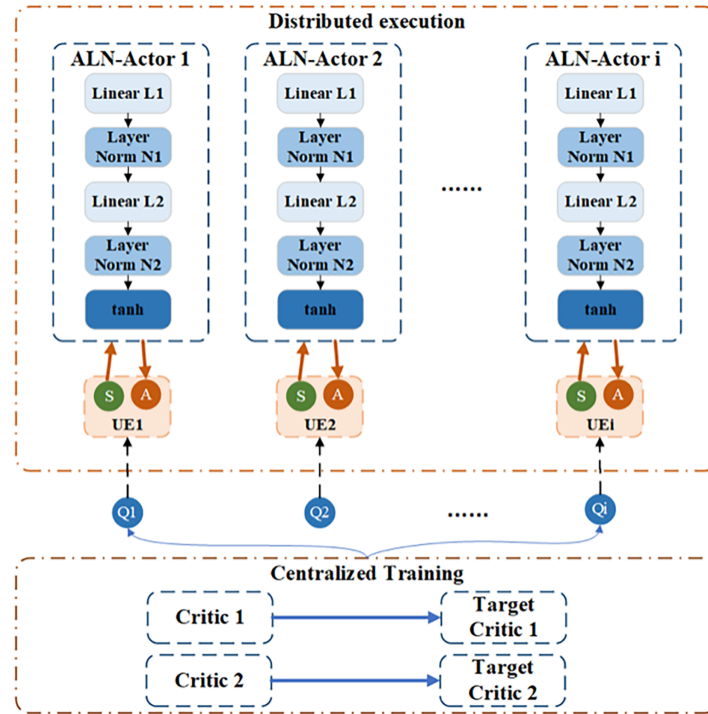 Distributed execution
ALN-Actor 1
Linear L1
Layer
Norm N1
Linear L2
Layer
Norm N2
tanh
S
A
UE1
ALN-Actor 2
Linear L1
Layer
Norm N1
Linear L2
Layer
Norm N2
tanh
S
A
UE2
......
ALN-Actor i
Linear L1
Layer
Norm N1
Linear L2
Layer
Norm N2
tanh
S
A
UEi
Q1
Q2
......
Qi
Centralized Training
Critic 1
Target
Critic 1
Critic 2
Target
Critic 2